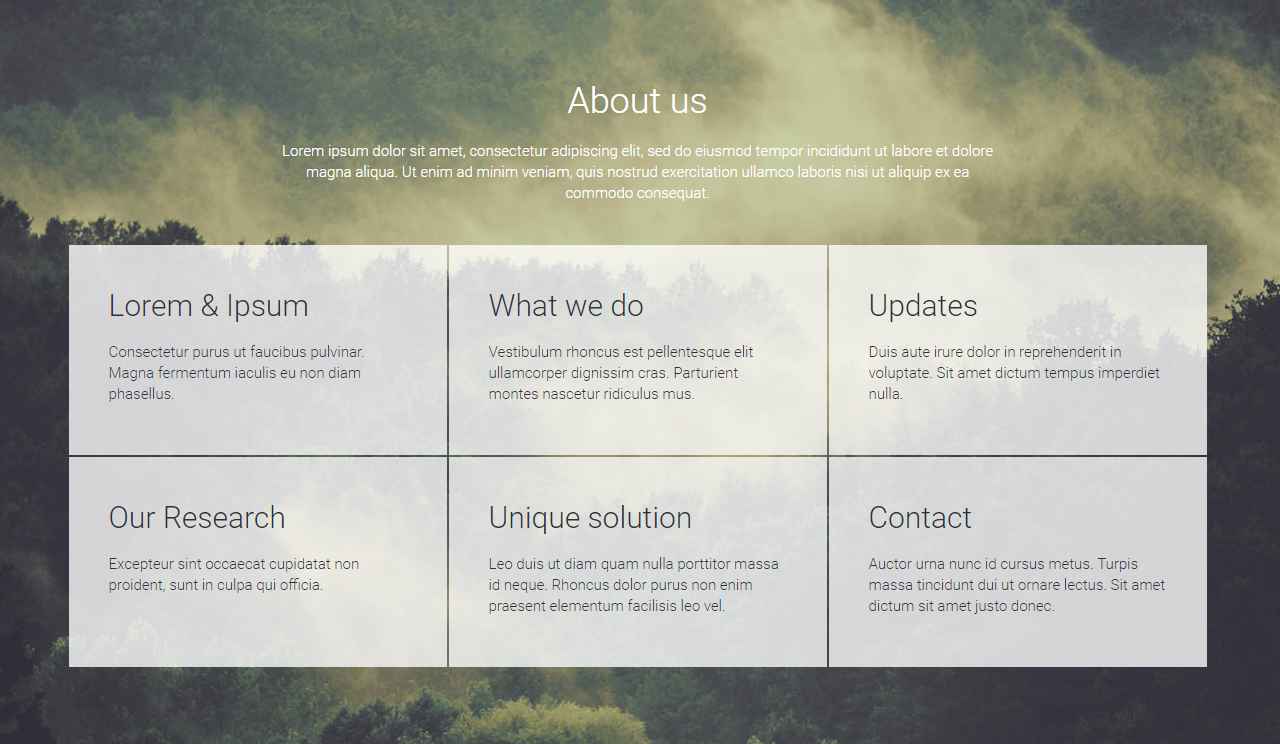 About us
Lorem ipsum dolor sit amet, consectetur adipiscing elit, sed do eiusmod tempor incididunt ut labore et dolore
magna aliqua. Ut enim ad minim veniam, quis nostrud exercitation ullamco laboris nisi ut aliquip ex ea
commodo consequat.
Lorem & Ipsum
Consectetur purus ut faucibus pulvinar.
Magna fermentum iaculis eu non diam
phasellus.
What we do
Vestibulum rhoncus est pellentesque elit
ullamcorper dignissim cras. Parturient
montes nascetur ridiculus mus.
Updates
Duis aute irure dolor in reprehenderit in
voluptate. Sit amet dictum tempus imperdiet
nulla.
Our Research
Excepteur sint occaecat cupidatat non
proident, sunt in culpa qui officia.
Unique solution
Leo duis ut diam quam nulla porttitor massa
id neque. Rhoncus dolor purus non enim
praesent elementum facilisis leo vel.
Contact
Auctor urna nunc id cursus metus. Turpis
massa tincidunt dui ut ornare lectus. Sit amet
dictum sit amet justo donec.